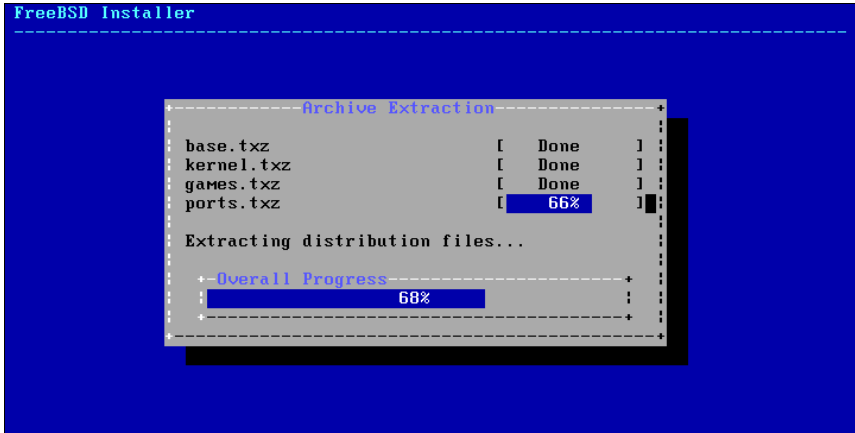 FreeBSD Installer
Archive Extraction
base.txz [ Done ]
kernel.txz [ Done ]
games.txz [ Done ]
ports.txz [ 66% ]
Extracting distribution files...
Overall Progress
68%